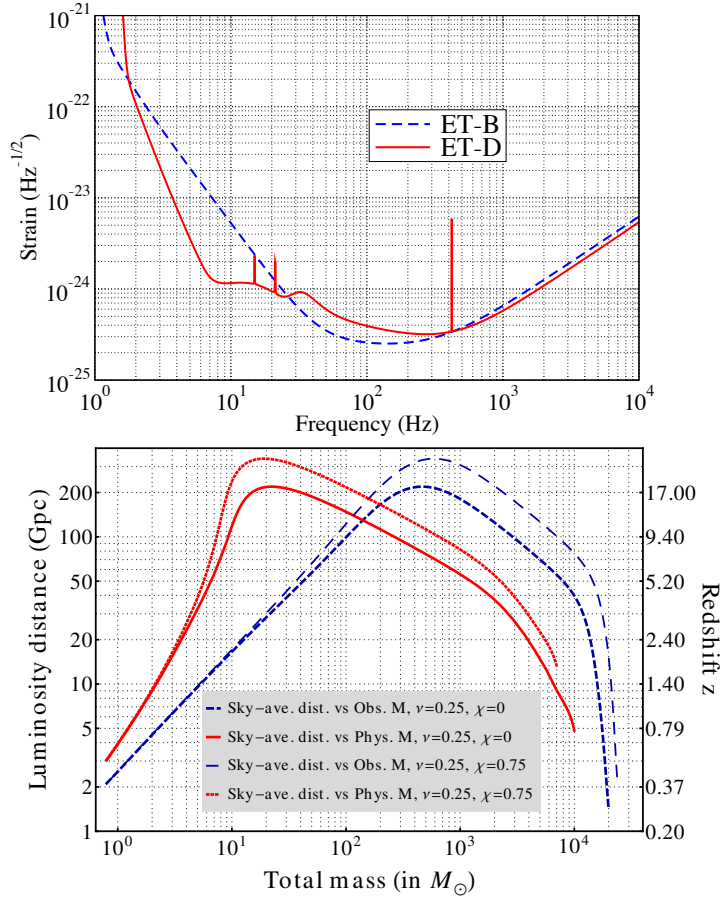 10^-21
10^-22
10^-23
10^-24
10^-25
Strain (Hz^-1/2)
ET-B
ET-D
10^0 10^1 10^2 10^3 10^4
Frequency (Hz)
200
100
50
20
10
5
2
1
Luminosity distance (Gpc)
17.00
9.40
5.20
2.40
1.40
0.79
0.37
0.20
Redshift z
Sky−ave. dist. vs Obs. M, ν=0.25, χ=0
Sky−ave. dist. vs Phys. M, ν=0.25, χ=0
Sky−ave. dist. vs Obs. M, ν=0.25, χ=0.75
Sky−ave. dist. vs Phys. M, ν=0.25, χ=0.75
10^0 10^1 10^2 10^3 10^4
Total mass (in M_⊙)